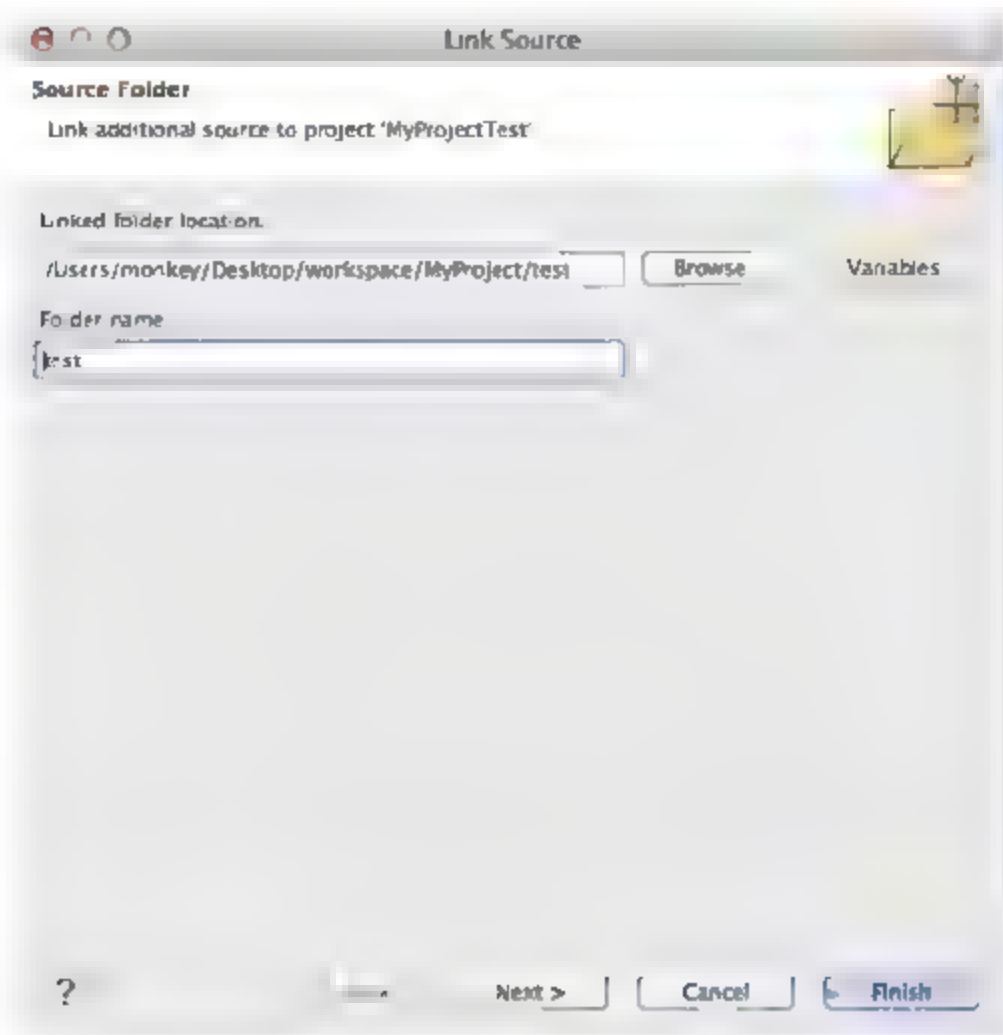 Link Source
Source Folder
Link additional source to project 'MyProjectTest'
Linked folder location:
/Users/monkey/Desktop/workspace/MyProject/test
Browse
Variables
Folder name
test
?
Next >
Cancel
Finish